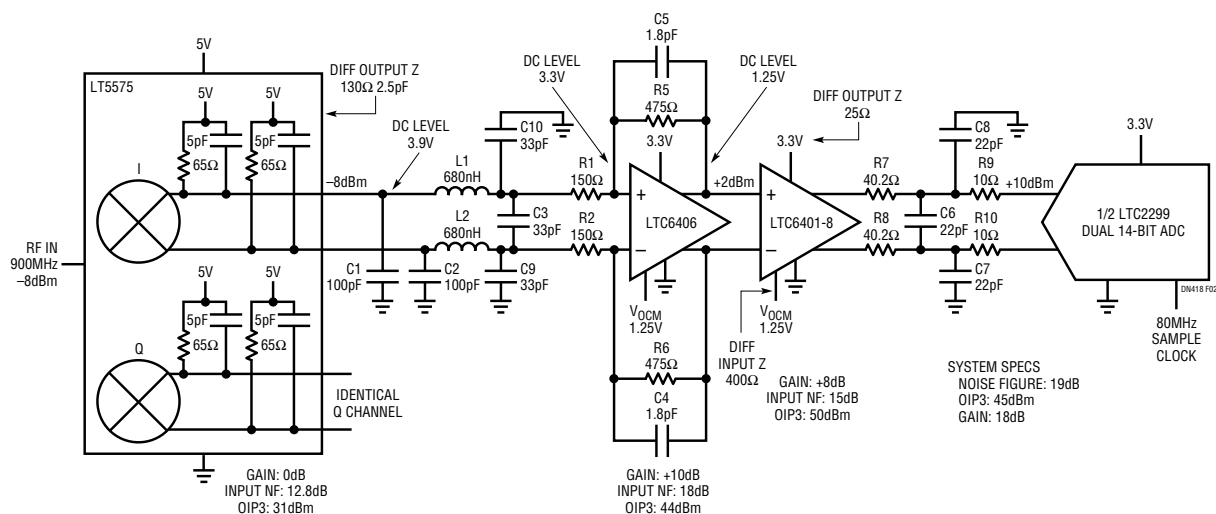 5V
LT5575
5V
5V
5pF
5pF
65Ω
65Ω
I
DIFF OUTPUT Z
130Ω 2.5pF
DC LEVEL
3.9V
–8dBm
RF IN
900MHz
–8dBm
5V
5V
5pF
5pF
65Ω
65Ω
Q
IDENTICAL
Q CHANNEL
GAIN: 0dB
INPUT NF: 12.8dB
OIP3: 31dBm
C1
100pF
C2
100pF
L1
680nH
L2
680nH
C10
33pF
C3
33pF
C9
33pF
R1
150Ω
R2
150Ω
DC LEVEL
3.3V
C5
1.8pF
R5
475Ω
3.3V
+
–
LTC6406
VOCM
1.25V
R6
475Ω
C4
1.8pF
GAIN: +10dB
INPUT NF: 18dB
OIP3: 44dBm
DC LEVEL
1.25V
+2dBm
DIFF OUTPUT Z
25Ω
3.3V
+
–
LTC6401-8
VOCM
1.25V
DIFF
INPUT Z
400Ω
GAIN: +8dB
INPUT NF: 15dB
OIP3: 50dBm
R7
40.2Ω
R8
40.2Ω
C8
22pF
C6
22pF
C7
22pF
R9
10Ω
R10
10Ω
+10dBm
3.3V
1/2 LTC2299
DUAL 14-BIT ADC
DN418 F02
80MHz
SAMPLE
CLOCK
SYSTEM SPECS
NOISE FIGURE: 19dB
OIP3: 45dBm
GAIN: 18dB